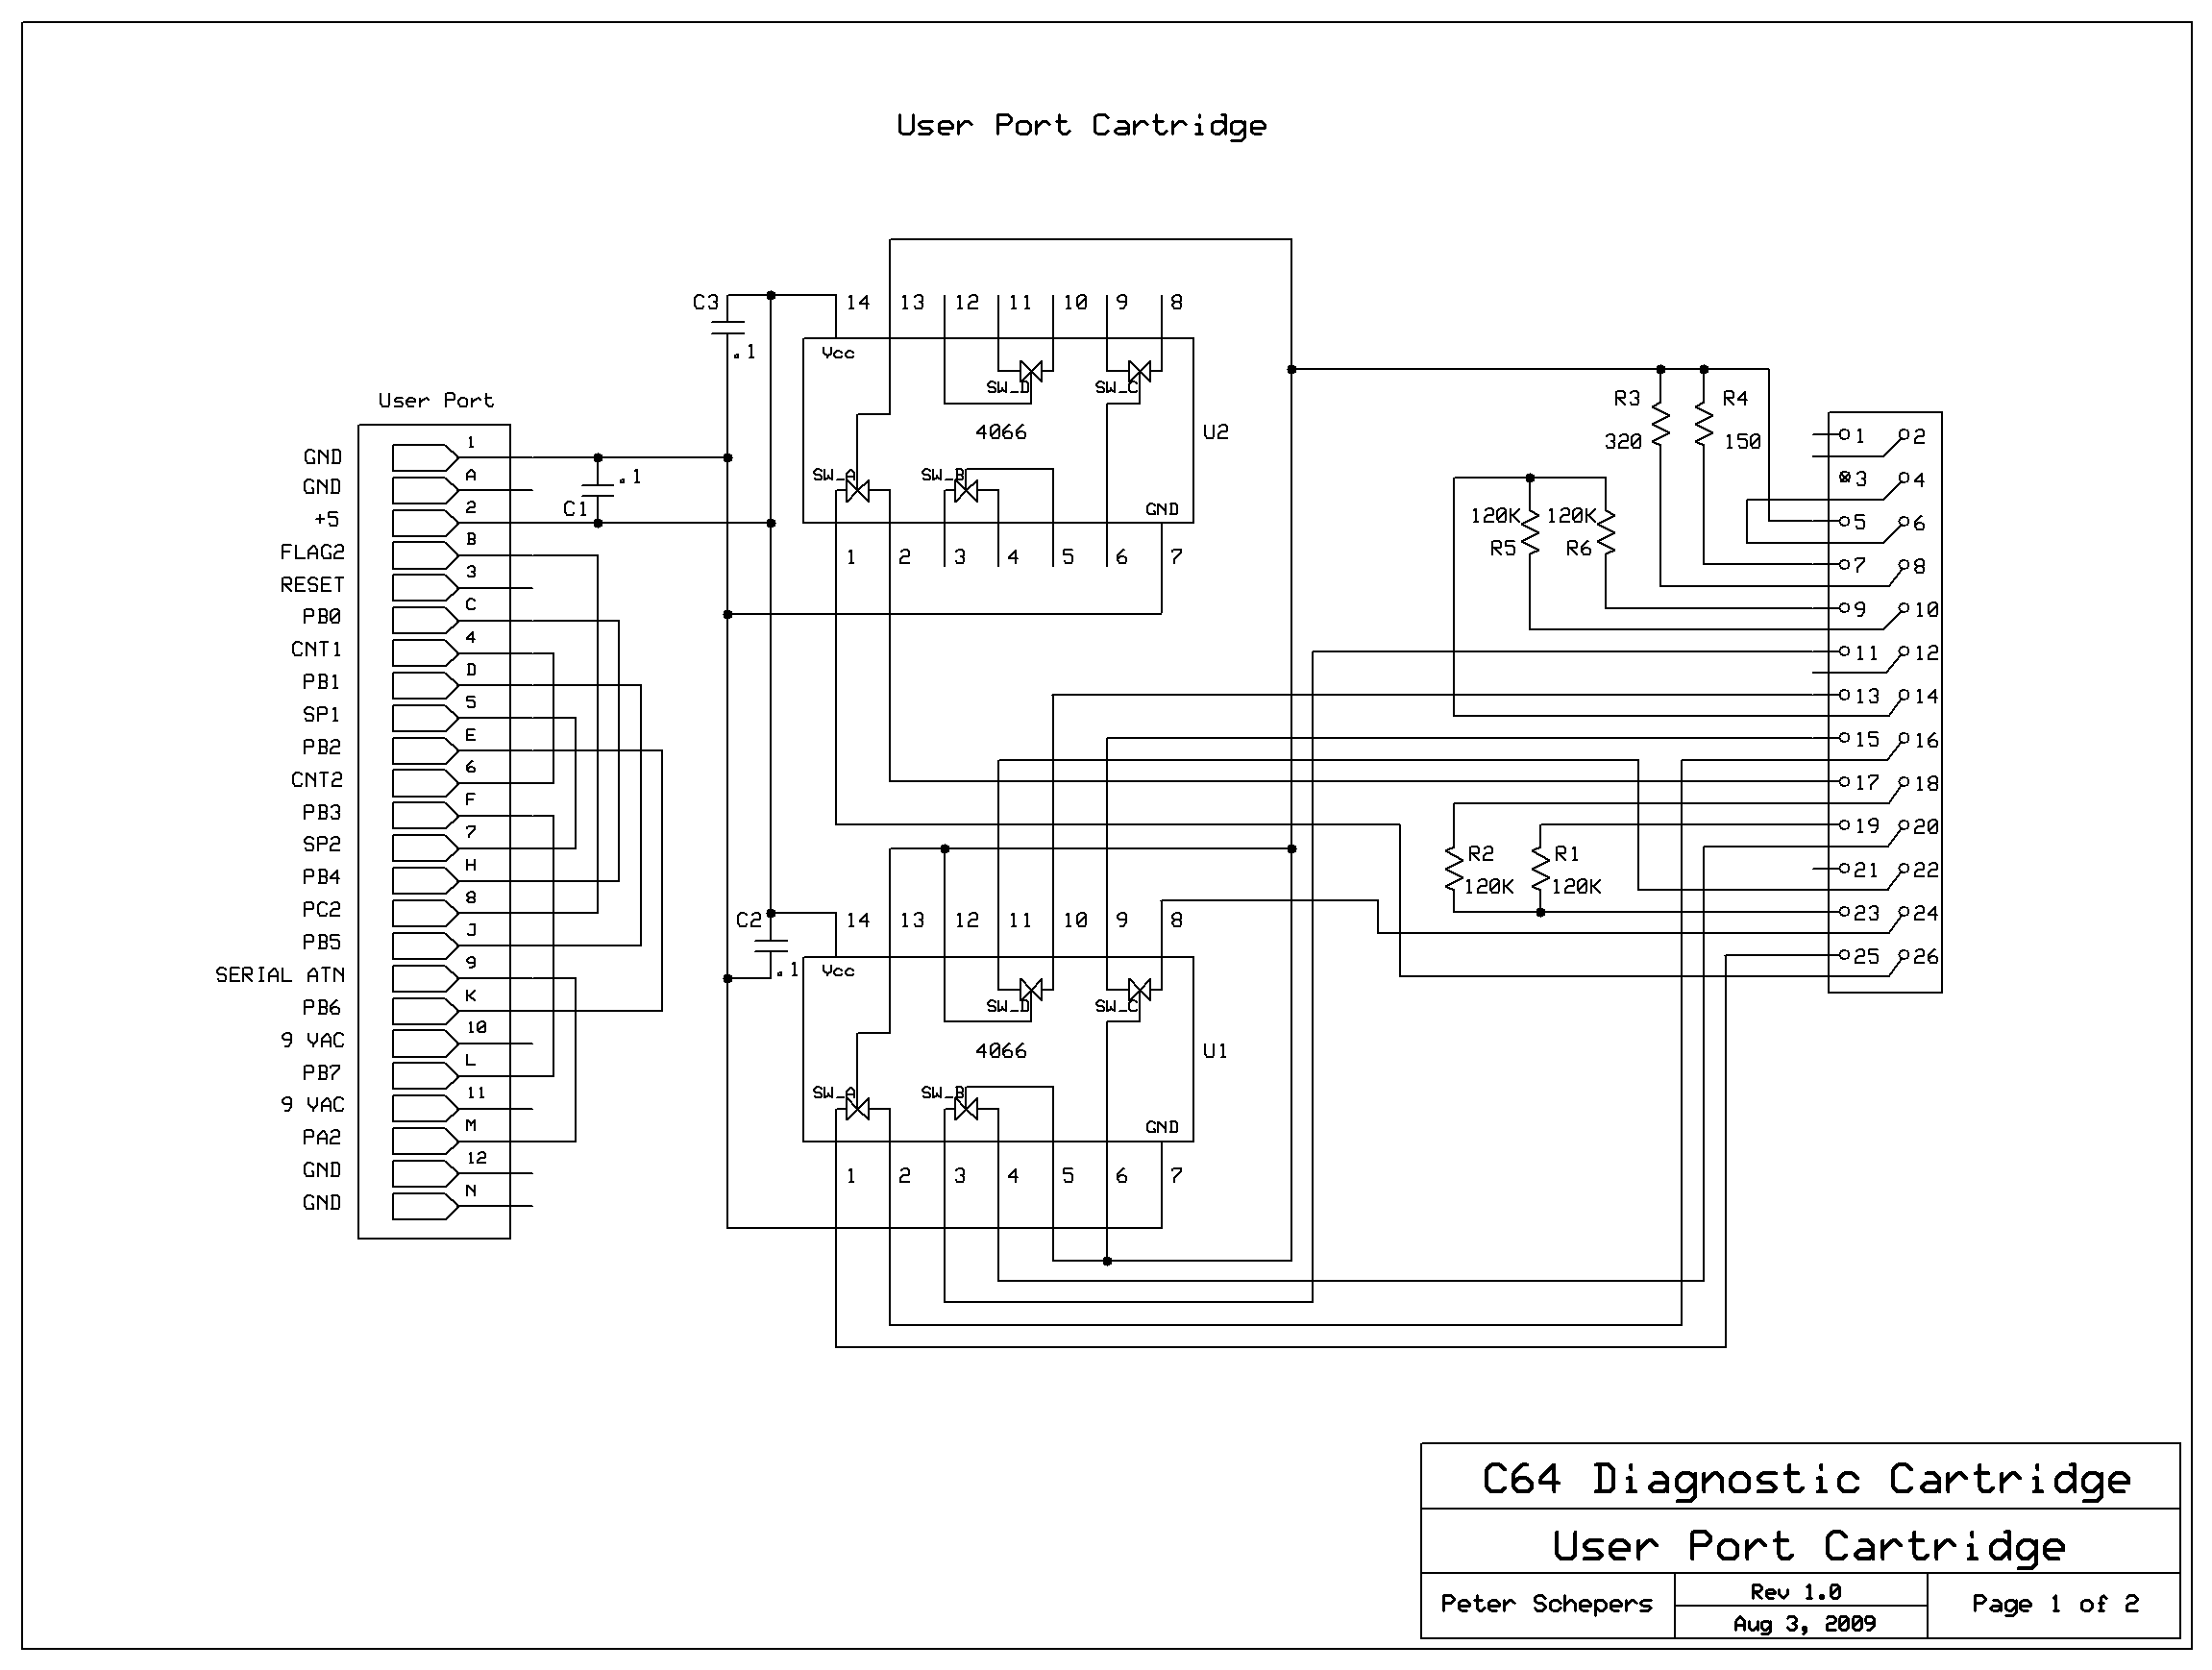 User Port Cartridge
User Port
GND 1
GND A
+5 2
FLAG2 B
RESET 3
PB0 C
CNT1 4
PB1 D
SP1 5
PB2 E
CNT2 6
PB3 F
SP2 7
PB4 H
PC2 8
PB5 J
SERIAL ATN 9
PB6 K
9 VAC 10
PB7 L
9 VAC 11
PA2 M
GND 12
GND N
C1 .1
C3 .1
14 13 12 11 10 9 8
Vcc
SW_D SW_C
4066 U2
SW_A SW_B
GND
1 2 3 4 5 6 7
C2 .1
14 13 12 11 10 9 8
Vcc
SW_D SW_C
4066 U1
SW_A SW_B
GND
1 2 3 4 5 6 7
R3 R4
320 150
120K 120K
R5 R6
R2 R1
120K 120K
1 2
3 4
5 6
7 8
9 10
11 12
13 14
15 16
17 18
19 20
21 22
23 24
25 26
C64 Diagnostic Cartridge
User Port Cartridge
Peter Schepers
Rev 1.0
Aug 3, 2009
Page 1 of 2